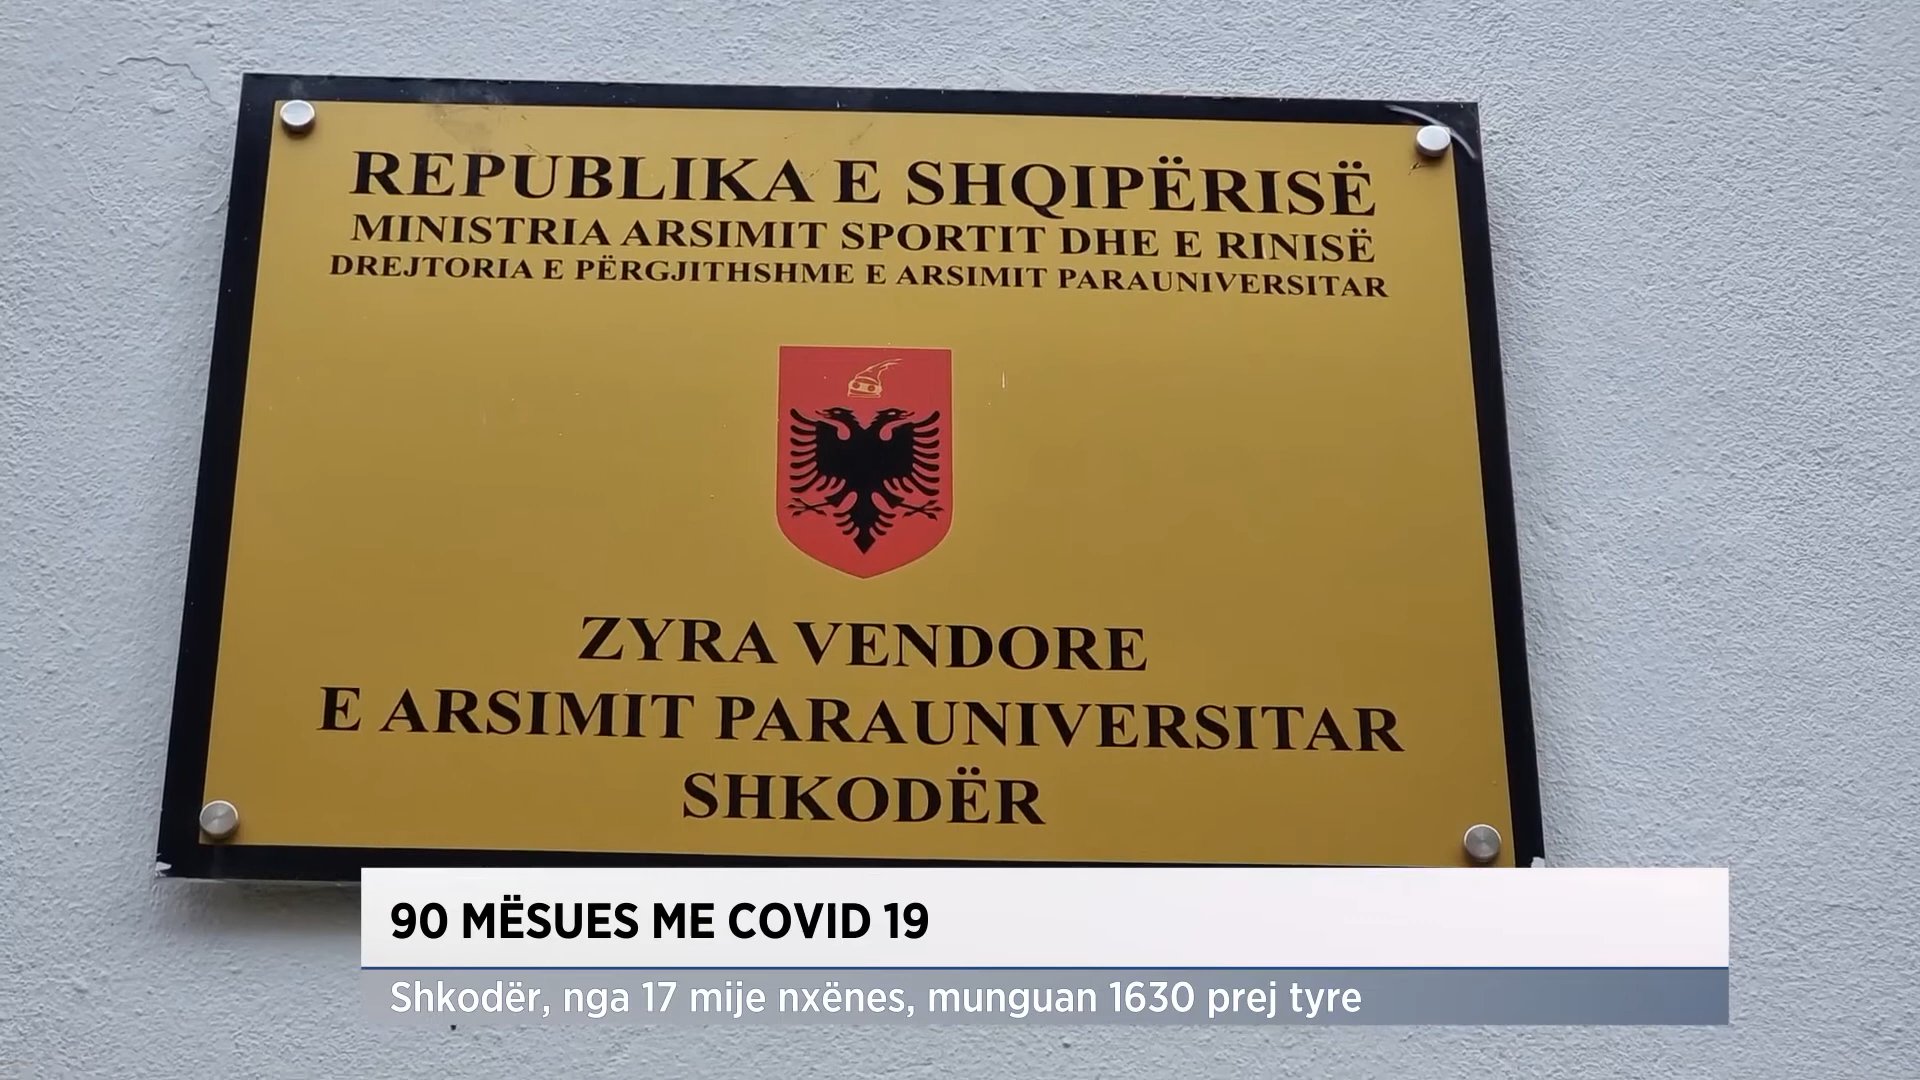 REPUBLIKA E SHQIPËRISË
MINISTRIA ARSIMIT SPORTIT DHE E RINISË
DREJTORIA E PËRGJITHSHME E ARSIMIT PARAUNIVERSITAR
ZYRA VENDORE
E ARSIMIT PARAUNIVERSITAR
SHKODËR
90 MËSUES ME COVID 19
Shkodër, nga 17 mije nxënes, munguan 1630 prej tyre